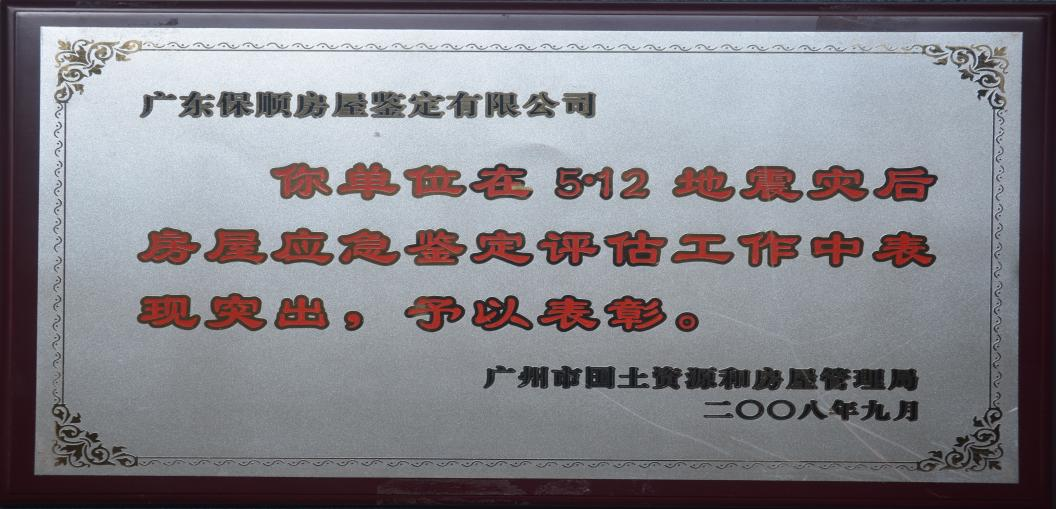 广东保顺房屋鉴定有限公司
你单位在5·12地震灾后
房屋应急鉴定评估工作中表
现突出，予以表彰。
广州市国土资源和房屋管理局
二〇〇八年九月